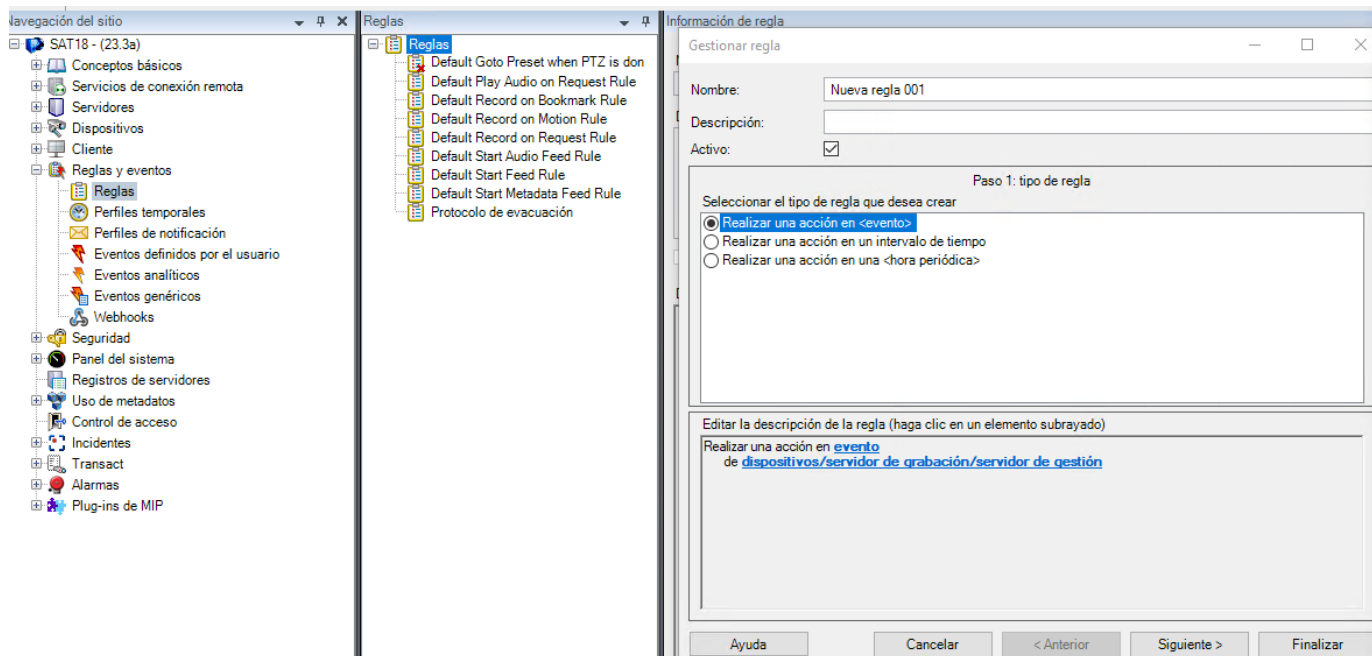 Navegación del sitio
SAT18 - (23.3a)
Conceptos básicos
Servicios de conexión remota
Servidores
Dispositivos
Cliente
Reglas y eventos
Reglas
Perfiles temporales
Perfiles de notificación
Eventos definidos por el usuario
Eventos analíticos
Eventos genéricos
Webhooks
Seguridad
Panel del sistema
Registros de servidores
Uso de metadatos
Control de acceso
Incidentes
Transact
Alarmas
Plug-ins de MIP
Reglas
Reglas
Default Goto Preset when PTZ is don
Default Play Audio on Request Rule
Default Record on Bookmark Rule
Default Record on Motion Rule
Default Record on Request Rule
Default Start Audio Feed Rule
Default Start Feed Rule
Default Start Metadata Feed Rule
Protocolo de evacuación
Información de regla
Gestionar regla
Nombre: Nueva regla 001
Descripción:
Activo:
Paso 1: tipo de regla
Seleccionar el tipo de regla que desea crear
Realizar una acción en <evento>
Realizar una acción en un intervalo de tiempo
Realizar una acción en una <hora periódica>
Editar la descripción de la regla (haga clic en un elemento subrayado)
Realizar una acción en evento
de dispositivos/servidor de grabación/servidor de gestión
Ayuda Cancelar < Anterior Siguiente > Finalizar